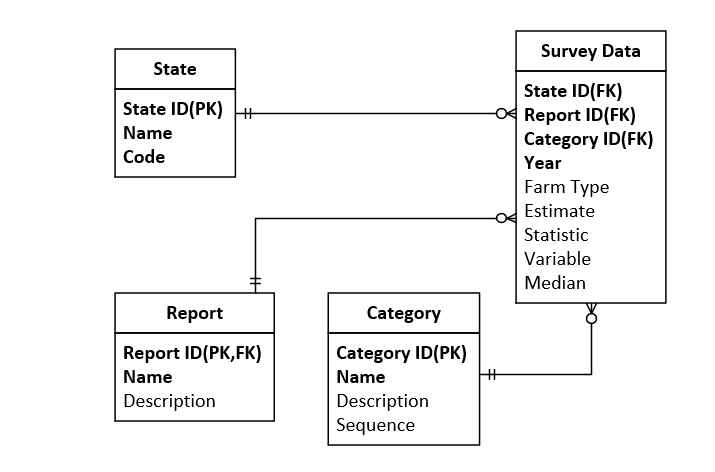 State
State ID(PK)
Name
Code
Survey Data
State ID(FK)
Report ID(FK)
Category ID(FK)
Year
Farm Type
Estimate
Statistic
Variable
Median
Report
Report ID(PK,FK)
Name
Description
Category
Category ID(PK)
Name
Description
Sequence